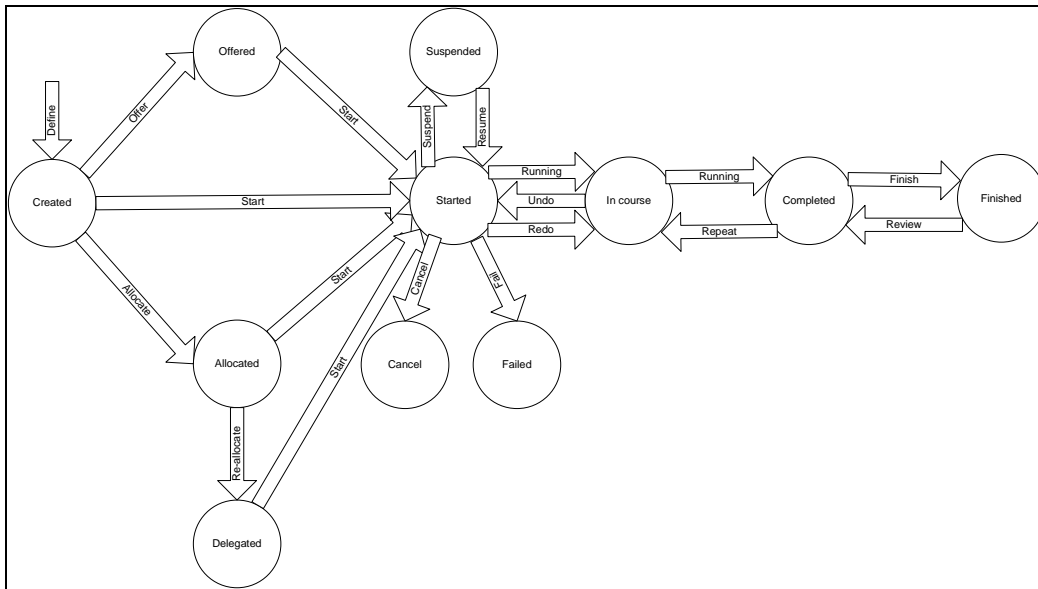 Offered
Suspended
Define
Offer
Start
Suspend
Resume
Running
Running
Finish
Created
Start
Started
Undo
In course
Completed
Finished
Redo
Repeat
Review
Allocate
Start
Cancel
Fail
Allocated
Start
Cancel
Failed
Re-allocate
Delegated